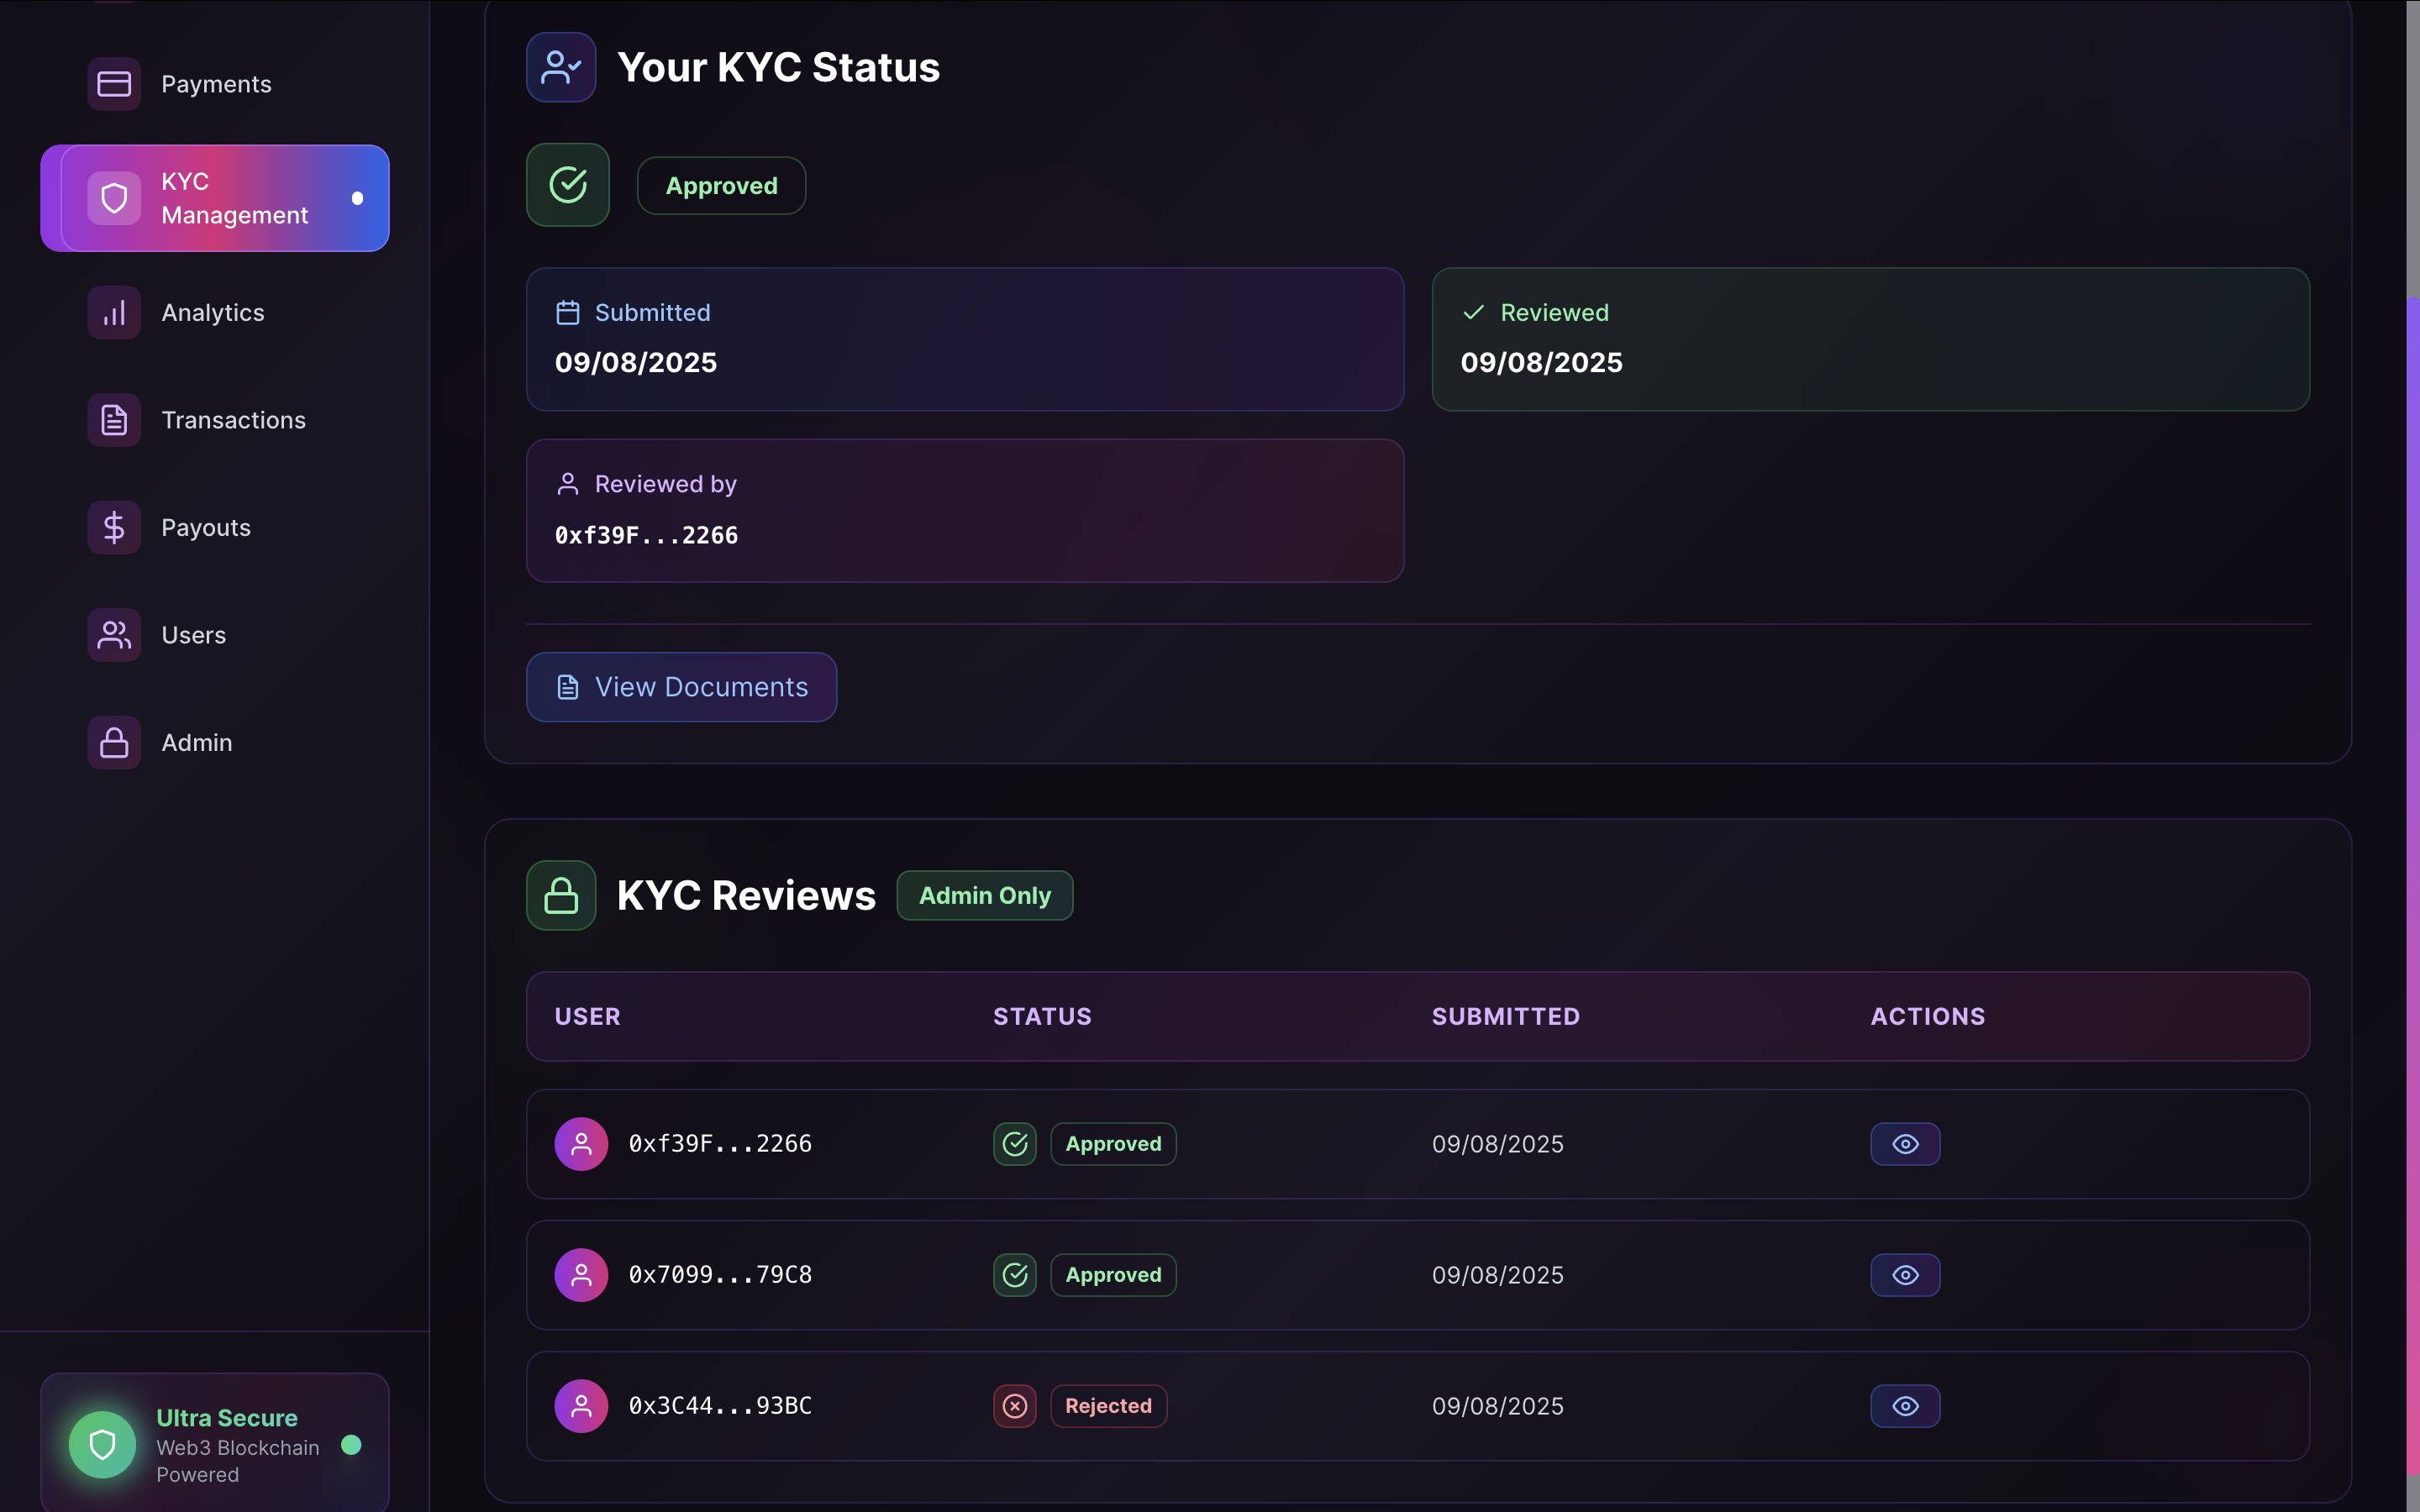 Payments
KYC
Management
Analytics
Transactions
Payouts
Users
Admin
Ultra Secure
Web3 Blockchain
Powered
Your KYC Status
Approved
Submitted
09/08/2025
Reviewed
09/08/2025
Reviewed by
0xf39F...2266
View Documents
KYC Reviews Admin Only
USER STATUS SUBMITTED ACTIONS
0xf39F...2266 Approved 09/08/2025
0x7099...79C8 Approved 09/08/2025
0x3C44...93BC Rejected 09/08/2025